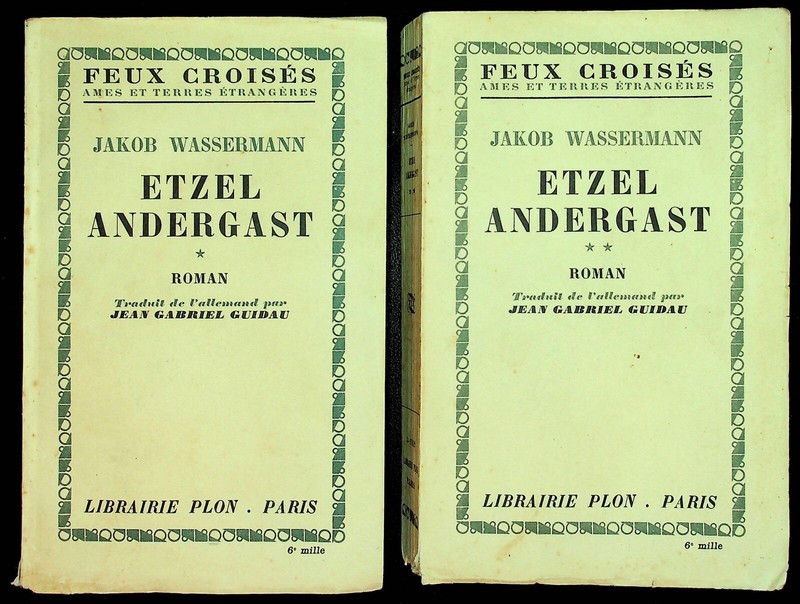 FEUX CROISÉS
AMES ET TERRES ÉTRANGÈRES
JAKOB WASSERMANN
ETZEL
ANDERGAST
★
ROMAN
Traduit de l'allemand par
JEAN GABRIEL GUIDAU
LIBRAIRIE PLON . PARIS
6e mille
FEUX CROISÉS
AMES ET TERRES ÉTRANGÈRES
JAKOB WASSERMANN
ETZEL
ANDERGAST
★ ★
ROMAN
Traduit de l'allemand par
JEAN GABRIEL GUIDAU
LIBRAIRIE PLON . PARIS
6e mille